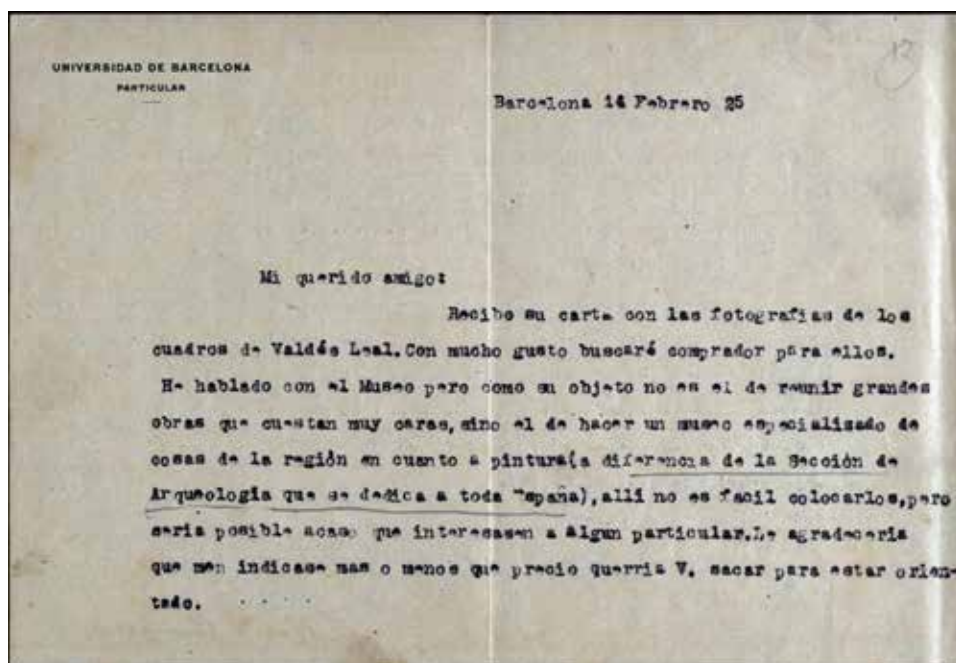 UNIVERSIDAD DE BARCELONA
PARTICULAR
13
Barcelona 14 Febrero 25
Mi querido amigo:
Recibo su carta con las fotografias de los
cuadros de Valdés Leal.Con mucho gusto buscaré comprador para ellos.
He hablado con el Museo pero como su objeto no es el de reunir grandes
obras que cuestan muy caras,sino el de hacer un museo especializado de
cosas de la región en cuanto a pintura(a diferencia de la Sección de
Arqueologia que se dedica a toda "spaña),alli no es facil colocarlos,pero
seria posible acaso que interesasen a algun particular.Le agradeceria
que men indicase mas o menos que precio querria V. sacar para estar orien-
tado. . . . .